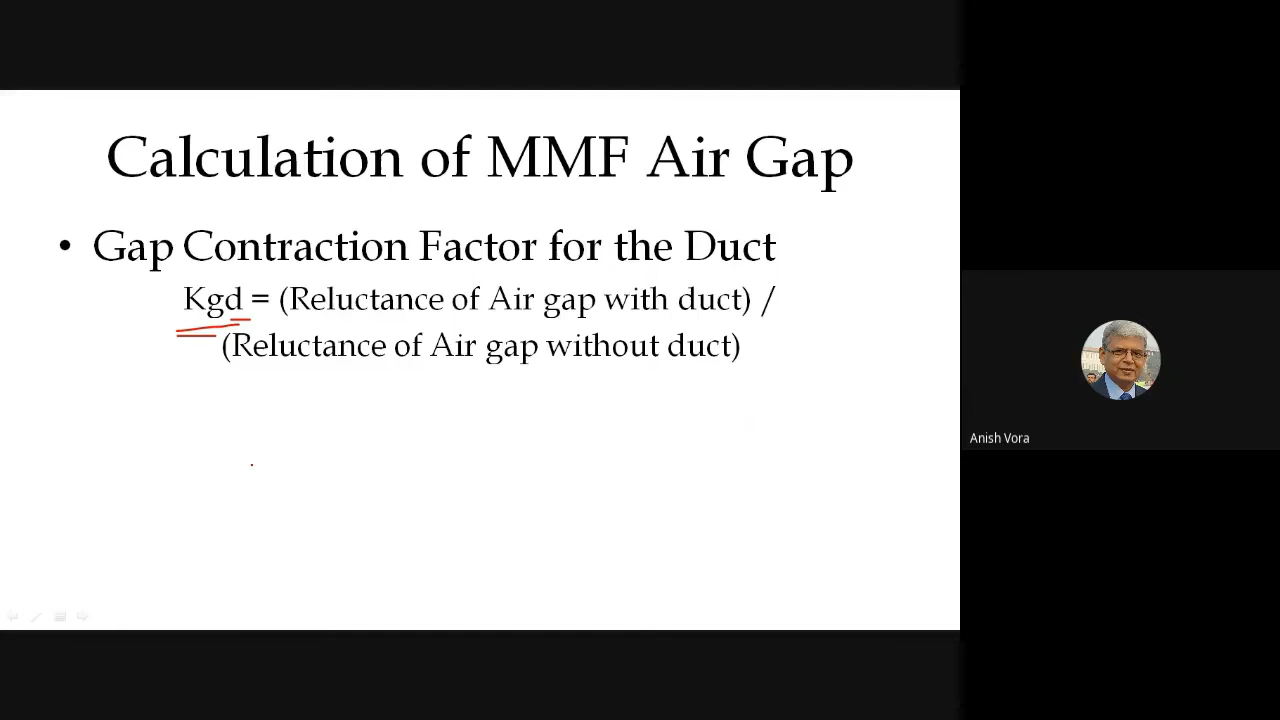 Calculation of MMF Air Gap
• Gap Contraction Factor for the Duct
Kgd = (Reluctance of Air gap with duct) /
(Reluctance of Air gap without duct)
Anish Vora